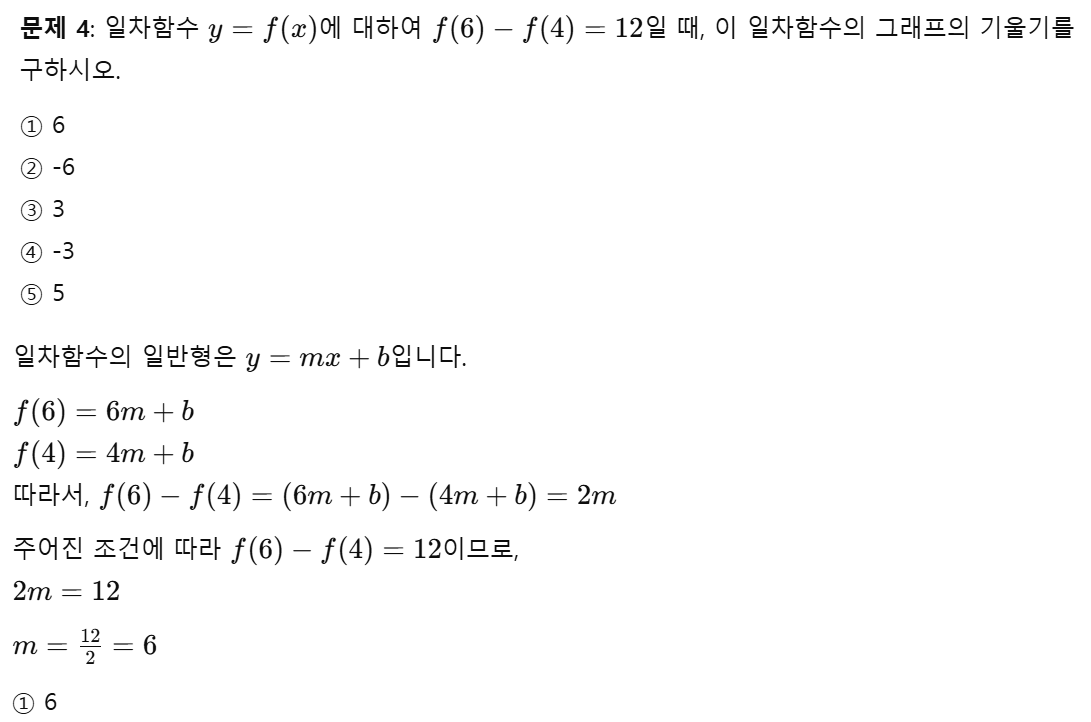 문제 4: 일차함수 y = f(x)에 대하여 f(6) − f(4) = 12일 때, 이 일차함수의 그래프의 기울기를
구하시오.
① 6
② -6
③ 3
④ -3
⑤ 5
일차함수의 일반형은 y = mx + b입니다.
f(6) = 6m + b
f(4) = 4m + b
따라서, f(6) − f(4) = (6m + b) − (4m + b) = 2m
주어진 조건에 따라 f(6) − f(4) = 12이므로,
2m = 12
m = 12/2 = 6
① 6